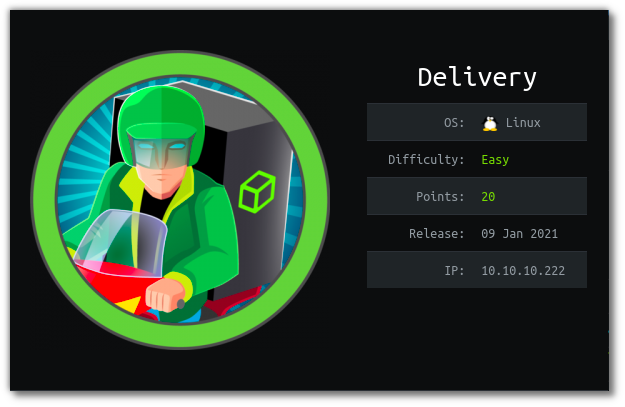 Delivery
OS: Linux
Difficulty: Easy
Points: 20
Release: 09 Jan 2021
IP: 10.10.10.222